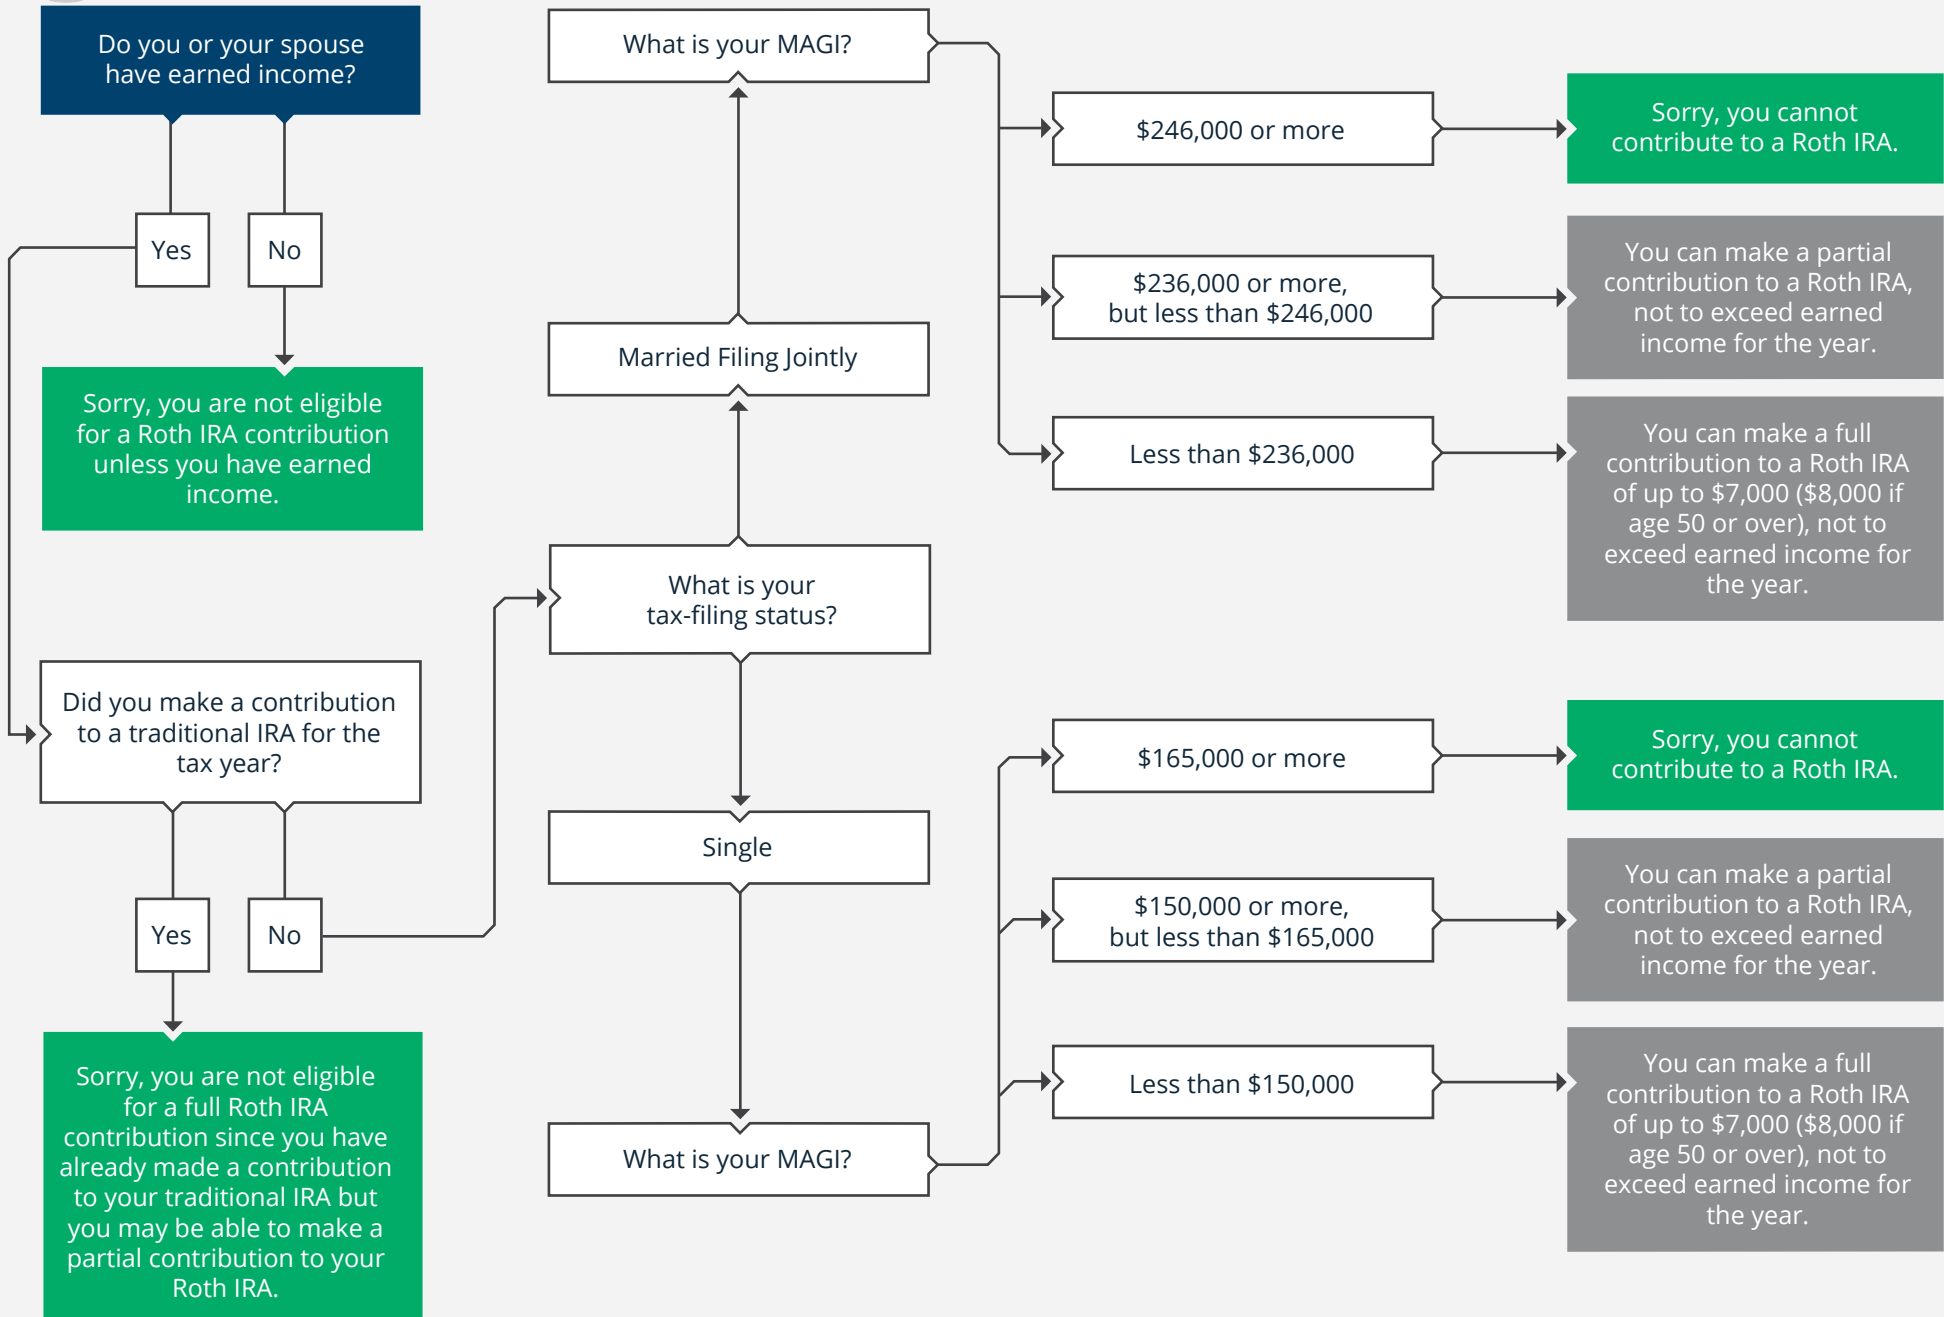 Do you or your spouse
have earned income?
Yes
No
Sorry, you are not eligible
for a Roth IRA contribution
unless you have earned
income.
Did you make a contribution
to a traditional IRA for the
tax year?
Yes
No
Sorry, you are not eligible
for a full Roth IRA
contribution since you have
already made a contribution
to your traditional IRA but
you may be able to make a
partial contribution to your
Roth IRA.
What is your
tax-filing status?
Married Filing Jointly
What is your MAGI?
$246,000 or more
Sorry, you cannot
contribute to a Roth IRA.
$236,000 or more,
but less than $246,000
You can make a partial
contribution to a Roth IRA,
not to exceed earned
income for the year.
Less than $236,000
You can make a full
contribution to a Roth IRA
of up to $7,000 ($8,000 if
age 50 or over), not to
exceed earned income for
the year.
Single
What is your MAGI?
$165,000 or more
Sorry, you cannot
contribute to a Roth IRA.
$150,000 or more,
but less than $165,000
You can make a partial
contribution to a Roth IRA,
not to exceed earned
income for the year.
Less than $150,000
You can make a full
contribution to a Roth IRA
of up to $7,000 ($8,000 if
age 50 or over), not to
exceed earned income for
the year.